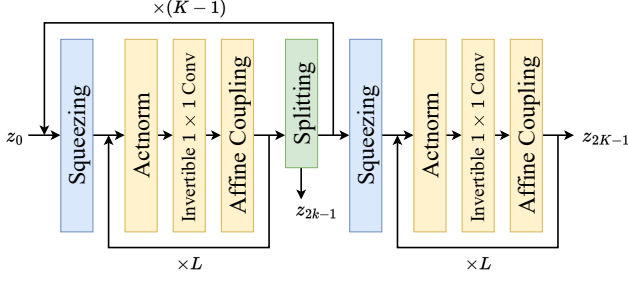 ×(K − 1)
z₀
Squeezing
Actnorm
Invertible 1 × 1 Conv
Affine Coupling
Splitting
Squeezing
Actnorm
Invertible 1 × 1 Conv
Affine Coupling
z₂K₋₁
z₂k₋₁
×L
×L